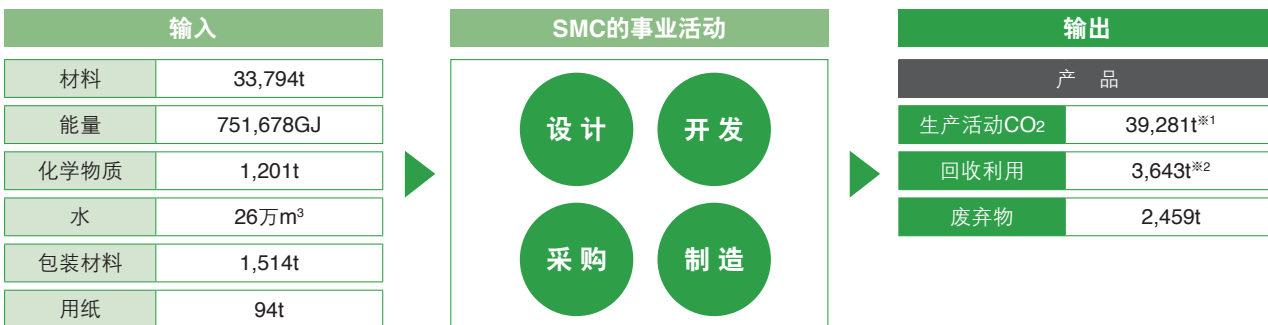 输入
材料 33,794t
能量 751,678GJ
化学物质 1,201t
水 26万m³
包装材料 1,514t
用纸 94t
SMC的事业活动
设计 开发
采购 制造
输出
产 品
生产活动CO₂ 39,281t※1
回收利用 3,643t※2
废弃物 2,459t